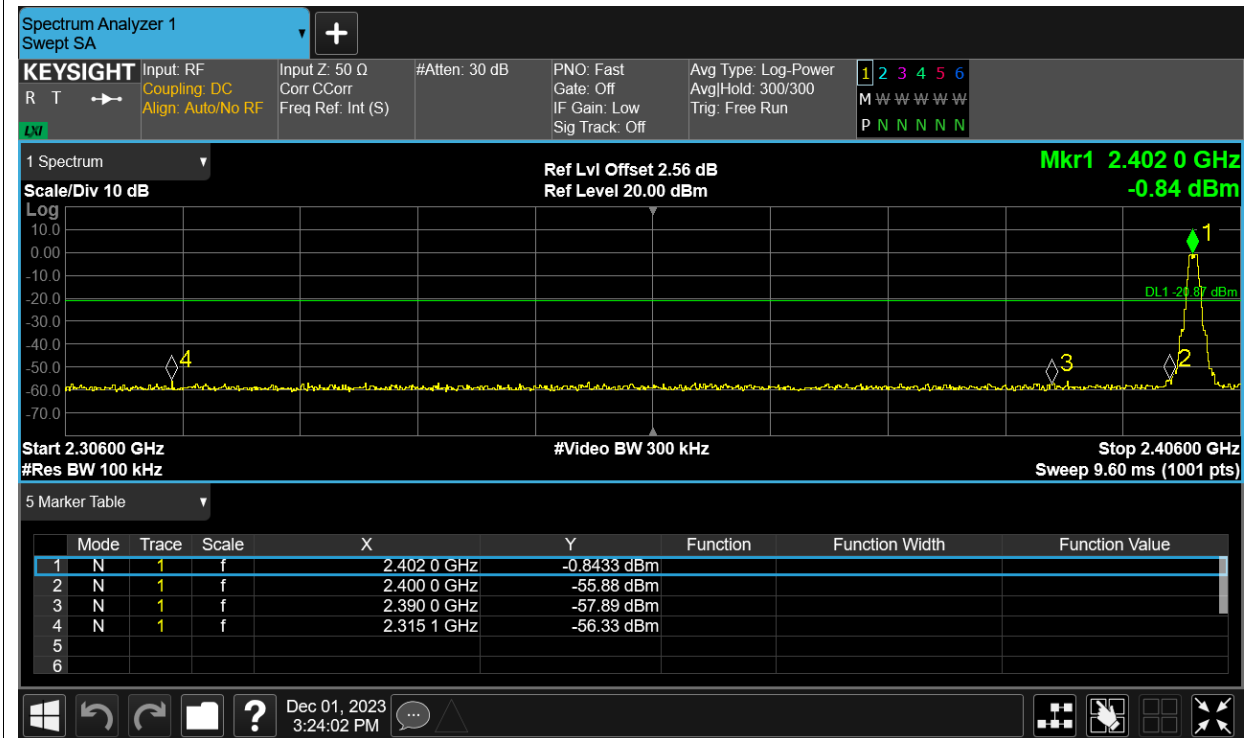 Spectrum Analyzer 1
Swept SA
+
KEYSIGHT Input: RF Input Z: 50 Ω #Atten: 30 dB PNO: Fast Avg Type: Log-Power 1 2 3 4 5 6
R T Coupling: DC Corr CCorr Gate: Off Avg|Hold: 300/300 M W W W W W
Align: Auto/No RF Freq Ref: Int (S) IF Gain: Low Trig: Free Run P N N N N N
LXI Sig Track: Off
1 Spectrum Ref Lvl Offset 2.56 dB Mkr1 2.402 0 GHz
Scale/Div 10 dB Ref Level 20.00 dBm -0.84 dBm
Log
10.0 1
0.00
-10.0
-20.0 DL1 -20.87 dBm
-30.0
-40.0
-50.0 4 3 2
-60.0
-70.0
Start 2.30600 GHz #Video BW 300 kHz Stop 2.40600 GHz
#Res BW 100 kHz Sweep 9.60 ms (1001 pts)
5 Marker Table
Mode Trace Scale X Y Function Function Width Function Value
1 N 1 f 2.402 0 GHz -0.8433 dBm
2 N 1 f 2.400 0 GHz -55.88 dBm
3 N 1 f 2.390 0 GHz -57.89 dBm
4 N 1 f 2.315 1 GHz -56.33 dBm
5
6
? Dec 01, 2023
3:24:02 PM